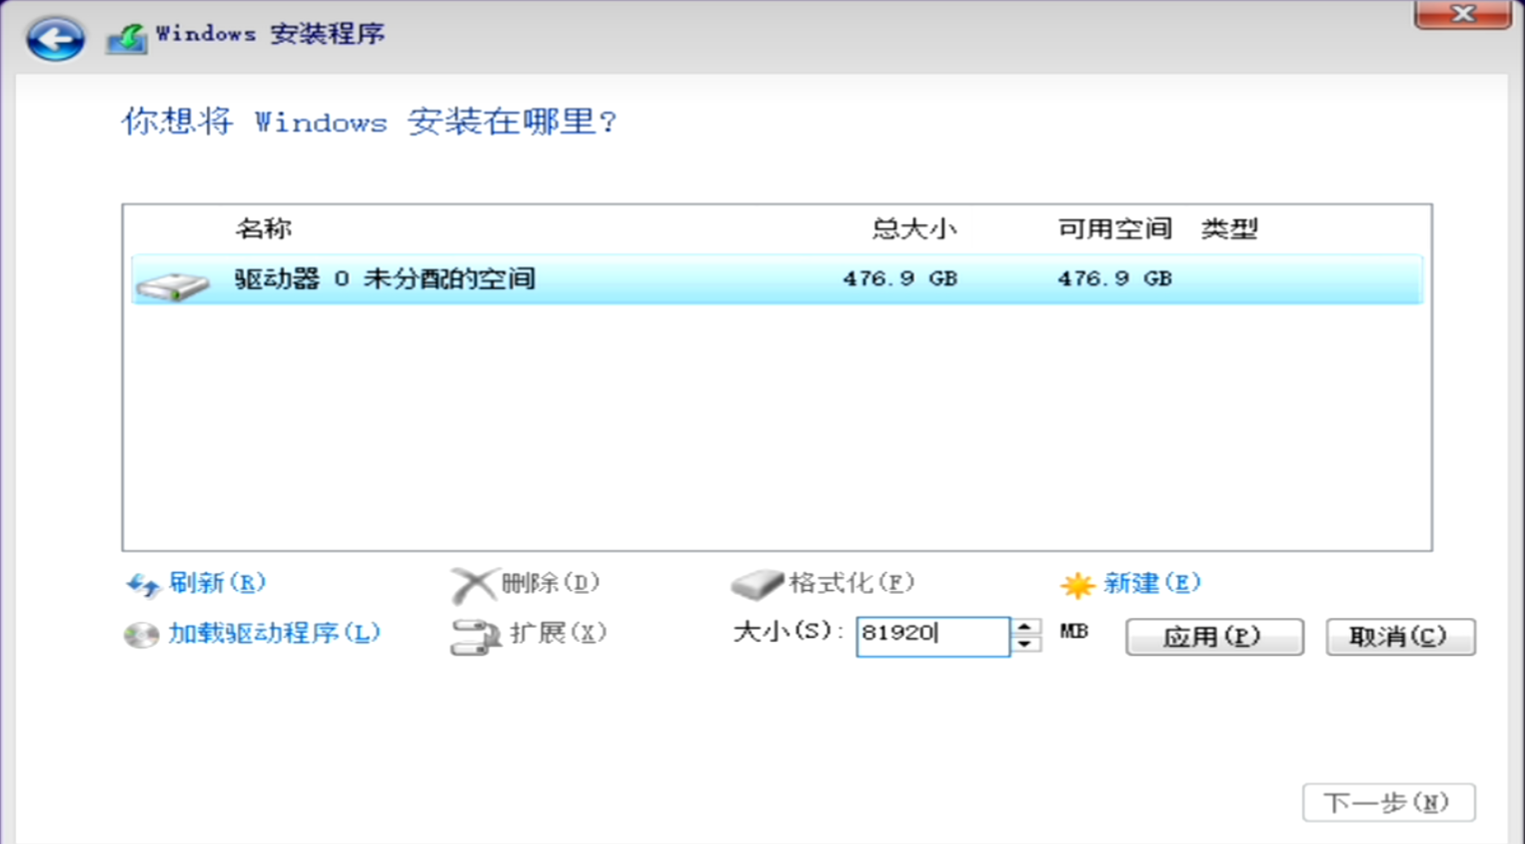 Windows 安装程序
你想将 Windows 安装在哪里?
名称 总大小 可用空间 类型
驱动器 0 未分配的空间 476.9 GB 476.9 GB
刷新(R) 删除(D) 格式化(F) 新建(E)
加载驱动程序(L) 扩展(X) 大小(S): 81920 MB 应用(P) 取消(C)
下一步(N)